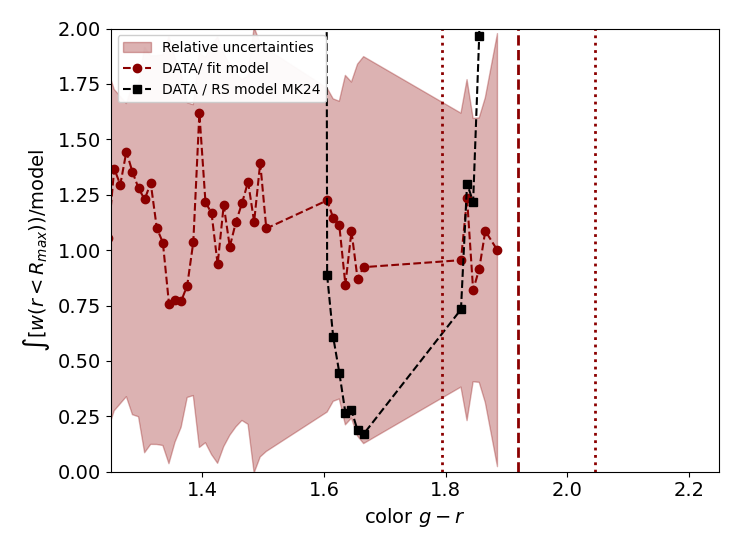 2.00
1.75
1.50
1.25
1.00
0.75
0.50
0.25
0.00
∫[w(r < R_max))/model
Relative uncertainties
DATA/ fit model
DATA / RS model MK24
1.4 1.6 1.8 2.0 2.2
color g − r